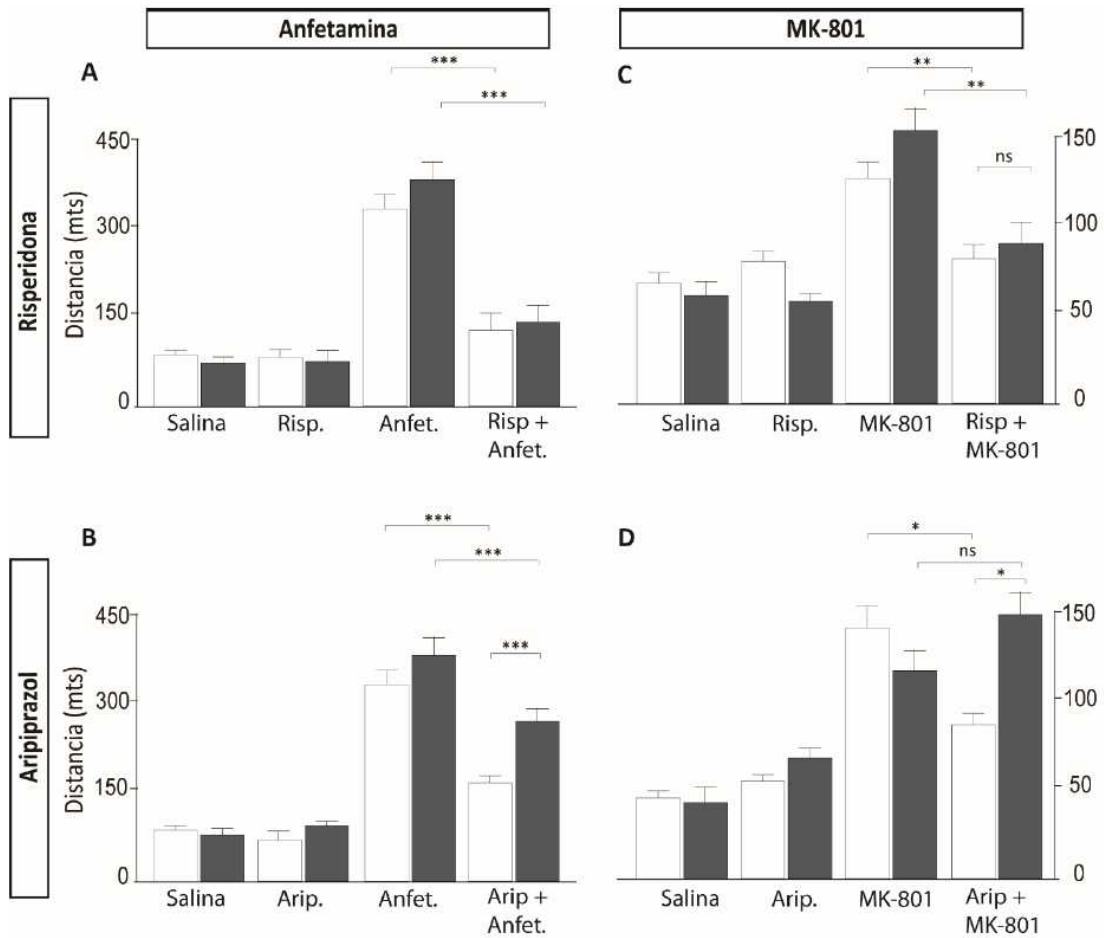 Anfetamina
MK-801
Risperidona
A
***
***
Distancia (mts)
450
300
150
0
Salina
Risp.
Anfet.
Risp +
Anfet.
C
**
**
ns
150
100
50
0
Salina
Risp.
MK-801
Risp +
MK-801
Aripiprazol
B
***
***
***
Distancia (mts)
450
300
150
0
Salina
Arip.
Anfet.
Arip +
Anfet.
D
*
ns
*
150
100
50
0
Salina
Arip.
MK-801
Arip +
MK-801